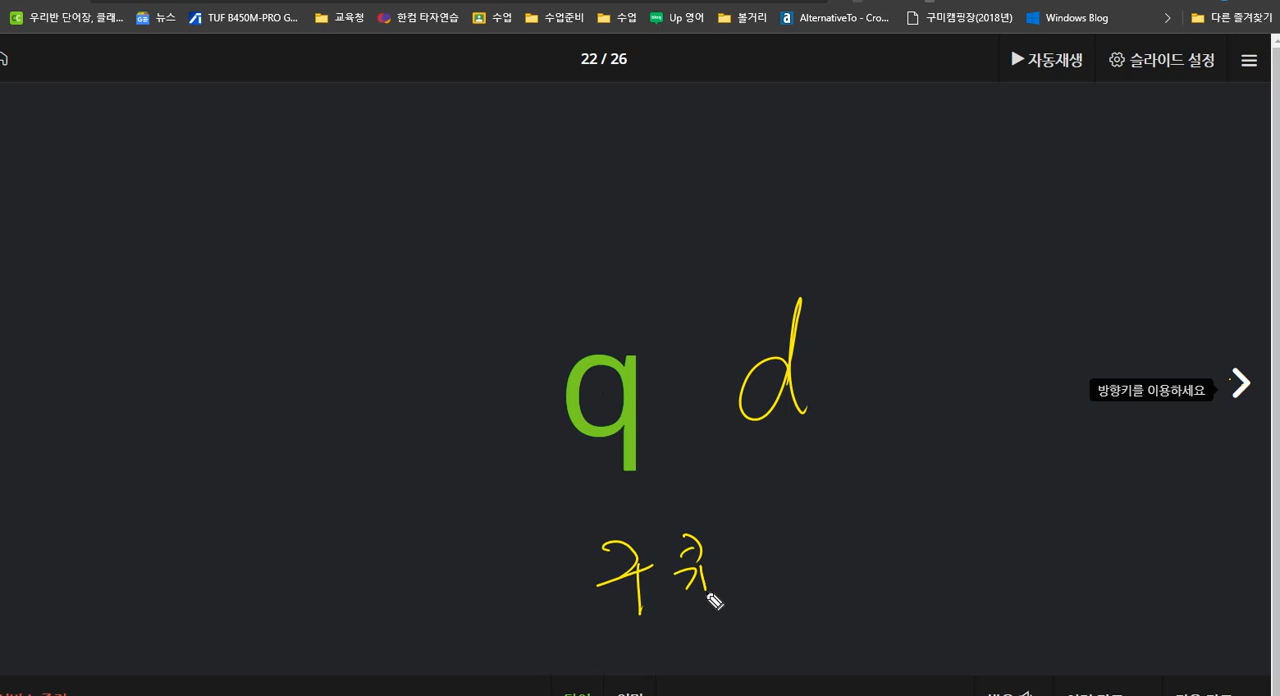 우리반 단어장, 클래... 뉴스 TUF B450M-PRO G... 교육청 한컴 타자연습 수업 수업준비 수업 Up 영어 볼거리 AlternativeTo - Cro... 구미캠핑장(2018년) Windows Blog 다른 즐겨찾기
22 / 26 ▶자동재생 슬라이드 설정
q d
방향키를 이용하세요
구